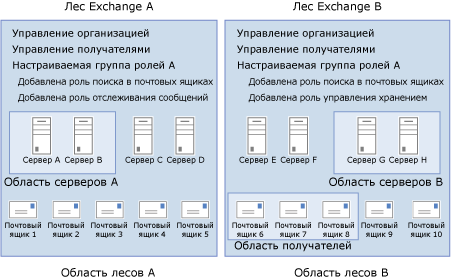 Лес Exchange A
Управление организацией
Управление получателями
Настраиваемая группа ролей A
Добавлена роль поиска в почтовых ящиках
Добавлена роль отслеживания сообщений
Сервер A Сервер B Сервер C Сервер D
Область серверов A
Почтовый ящик 1 Почтовый ящик 2 Почтовый ящик 3 Почтовый ящик 4 Почтовый ящик 5
Область лесов A
Лес Exchange B
Управление организацией
Управление получателями
Настраиваемая группа ролей A
Добавлена роль поиска в почтовых ящиках
Добавлена роль управления хранением
Сервер E Сервер F Сервер G Сервер H
Область серверов B
Почтовый ящик 6 Почтовый ящик 7 Почтовый ящик 8 Почтовый ящик 9 Почтовый ящик 10
Область получателей
Область лесов B